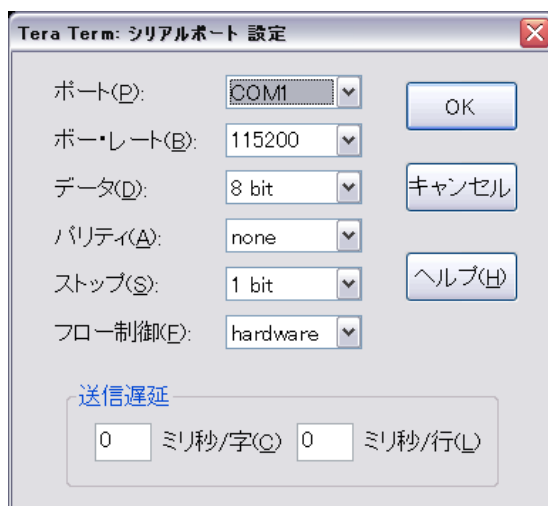 Tera Term: シリアルポート 設定
ポート(P): COM1
OK
ボー・レート(B): 115200
データ(D): 8 bit
キャンセル
パリティ(A): none
ストップ(S): 1 bit
ヘルプ(H)
フロー制御(F): hardware
送信遅延
0 ミリ秒/字(C) 0 ミリ秒/行(L)